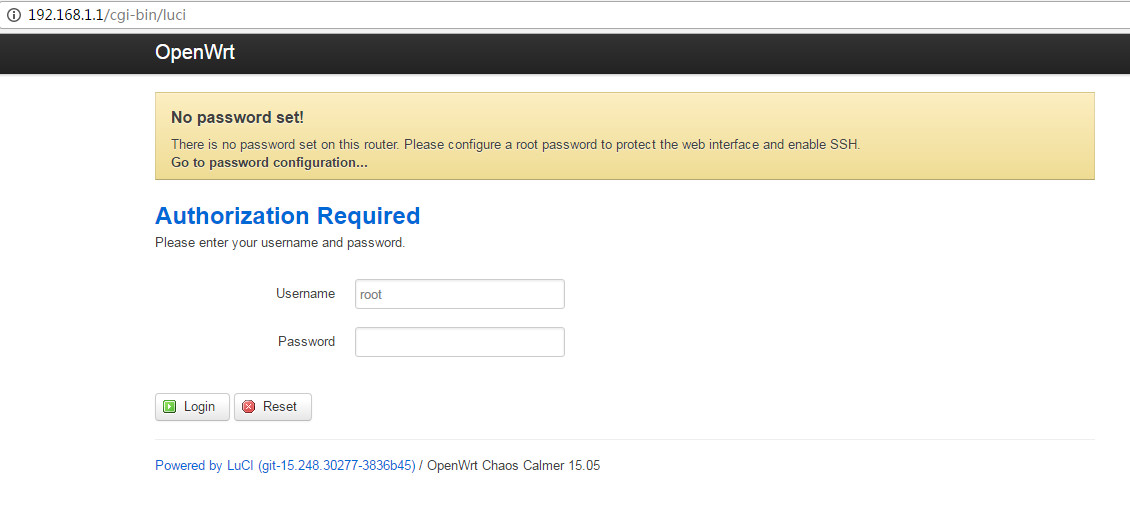 192.168.1.1/cgi-bin/luci
OpenWrt
No password set!
There is no password set on this router. Please configure a root password to protect the web interface and enable SSH.
Go to password configuration...
Authorization Required
Please enter your username and password.
Username root
Password
Login Reset
Powered by LuCI (git-15.248.30277-3836b45) / OpenWrt Chaos Calmer 15.05